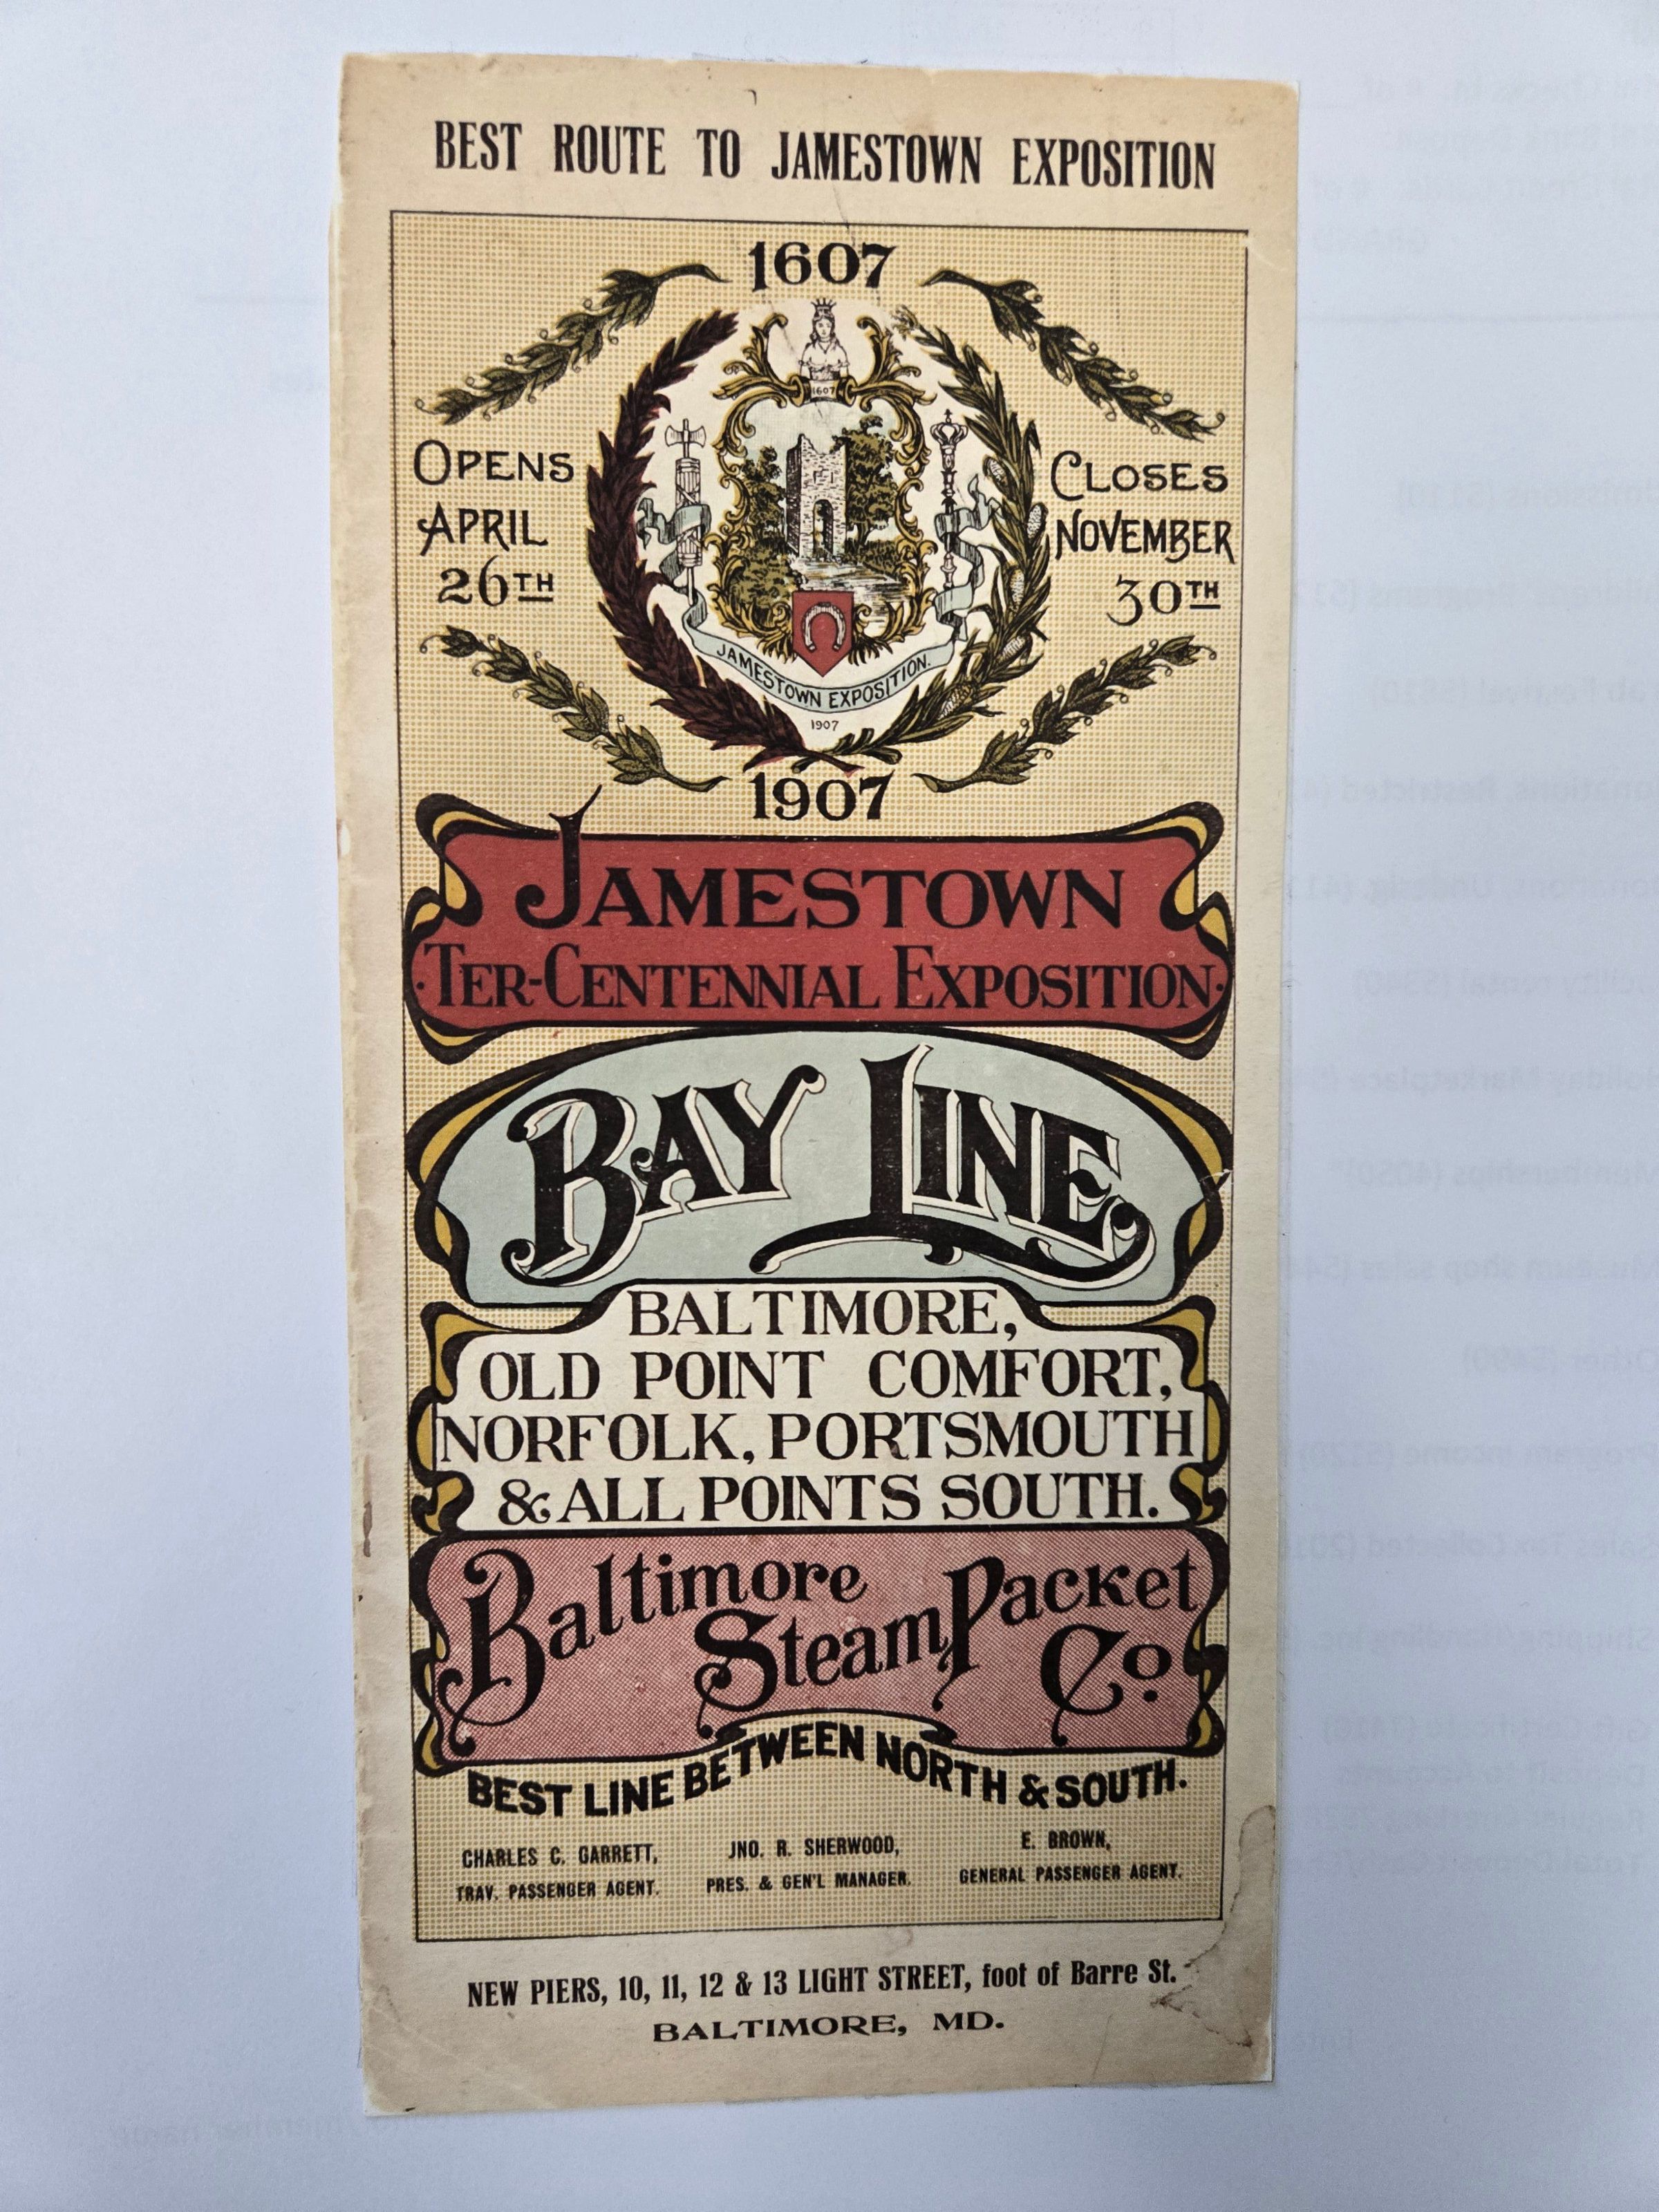 BEST ROUTE TO JAMESTOWN EXPOSITION
1607
1607
OPENS
APRIL
26TH
CLOSES
NOVEMBER
30TH
JAMESTOWN EXPOSITION.
1907
1907
JAMESTOWN
·TER-CENTENNIAL EXPOSITION·
BAY LINE
BALTIMORE,
OLD POINT COMFORT,
NORFOLK, PORTSMOUTH
& ALL POINTS SOUTH.
Baltimore
Steam Packet
Co.
BEST LINE BETWEEN NORTH & SOUTH.
CHARLES C. GARRETT,
TRAV. PASSENGER AGENT.
JNO. R. SHERWOOD,
PRES. & GEN'L MANAGER.
E. BROWN,
GENERAL PASSENGER AGENT.
NEW PIERS, 10, 11, 12 & 13 LIGHT STREET, foot of Barre St.
BALTIMORE, MD.